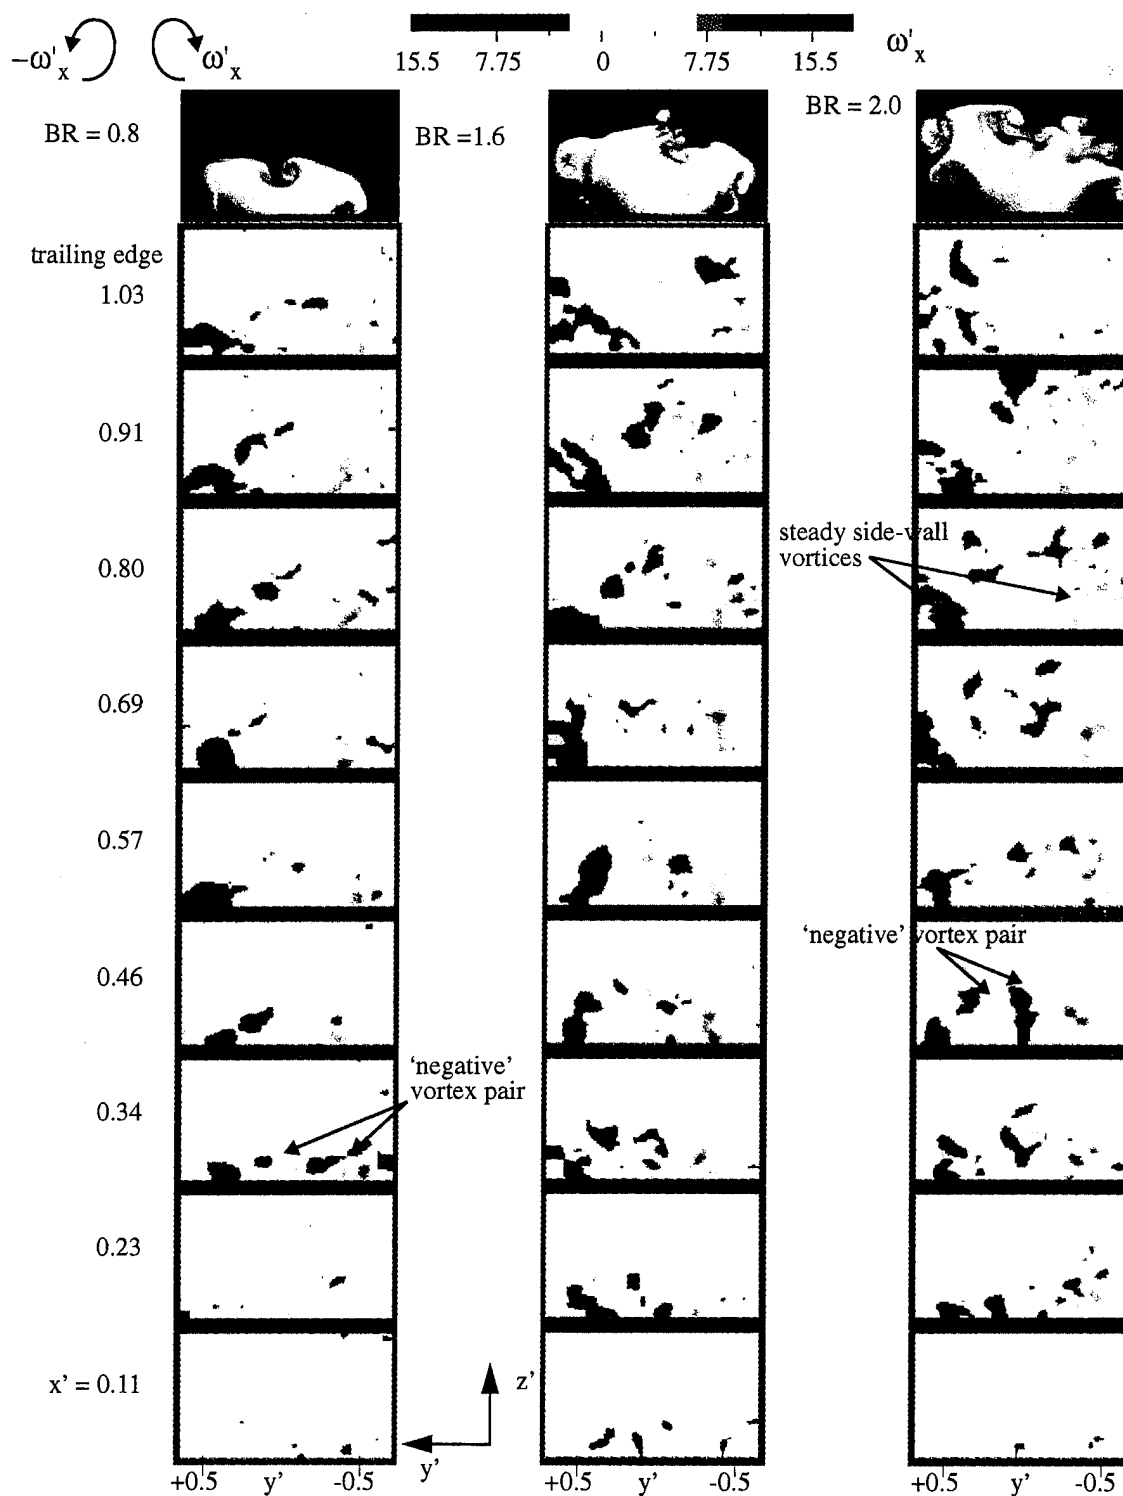 −ω'x ω'x
15.5 7.75 0 7.75 15.5 ω'x
BR = 0.8
BR =1.6
BR = 2.0
trailing edge
1.03
0.91
0.80
steady side-wall
vortices
0.69
0.57
0.46
'negative' vortex pair
0.34
'negative'
vortex pair
0.23
x' = 0.11
z'
y'
+0.5 y' -0.5
+0.5 y' -0.5
+0.5 y' -0.5